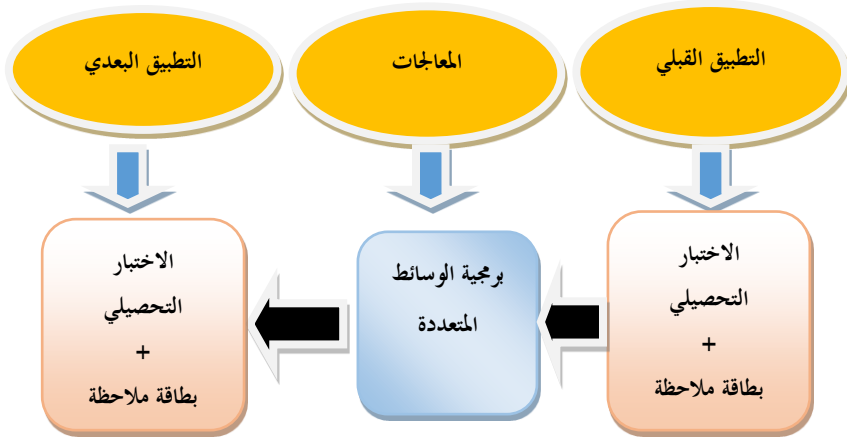 التطبيق القبلي
المعالجات
التطبيق البعدي
الاختبار
التحصيلي
+
بطاقة ملاحظة
برمجية الوسائط
المتعددة
الاختبار
التحصيلي
+
بطاقة ملاحظة